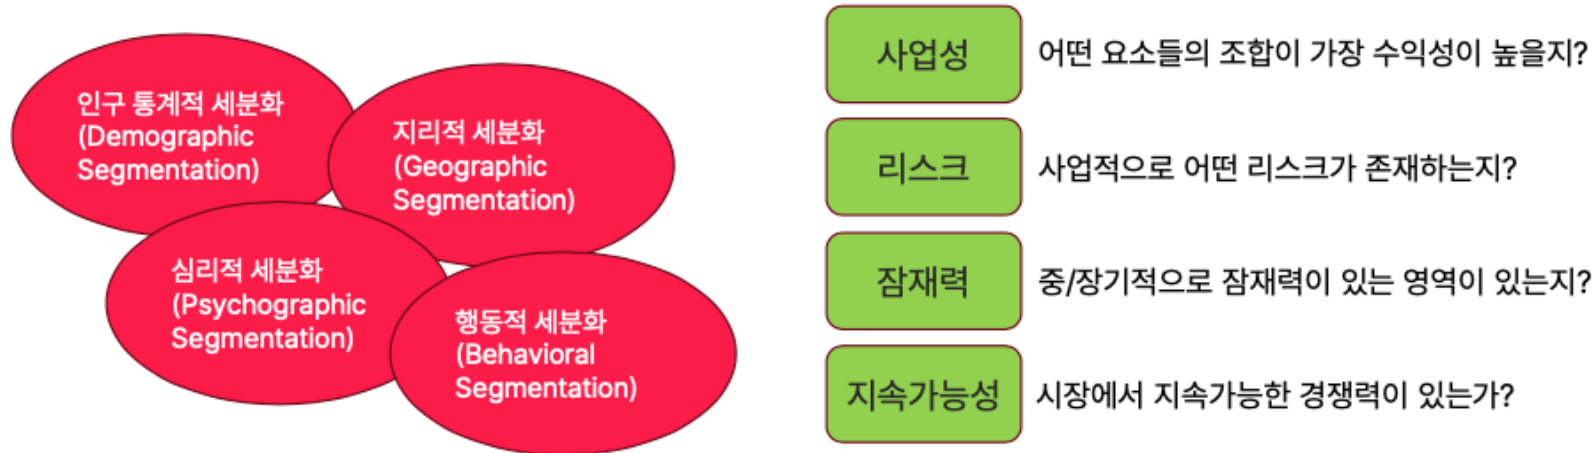 인구 통계적 세분화
(Demographic
Segmentation)
지리적 세분화
(Geographic
Segmentation)
심리적 세분화
(Psychographic
Segmentation)
행동적 세분화
(Behavioral
Segmentation)
사업성 어떤 요소들의 조합이 가장 수익성이 높을지?
리스크 사업적으로 어떤 리스크가 존재하는지?
잠재력 중/장기적으로 잠재력이 있는 영역이 있는지?
지속가능성 시장에서 지속가능한 경쟁력이 있는가?